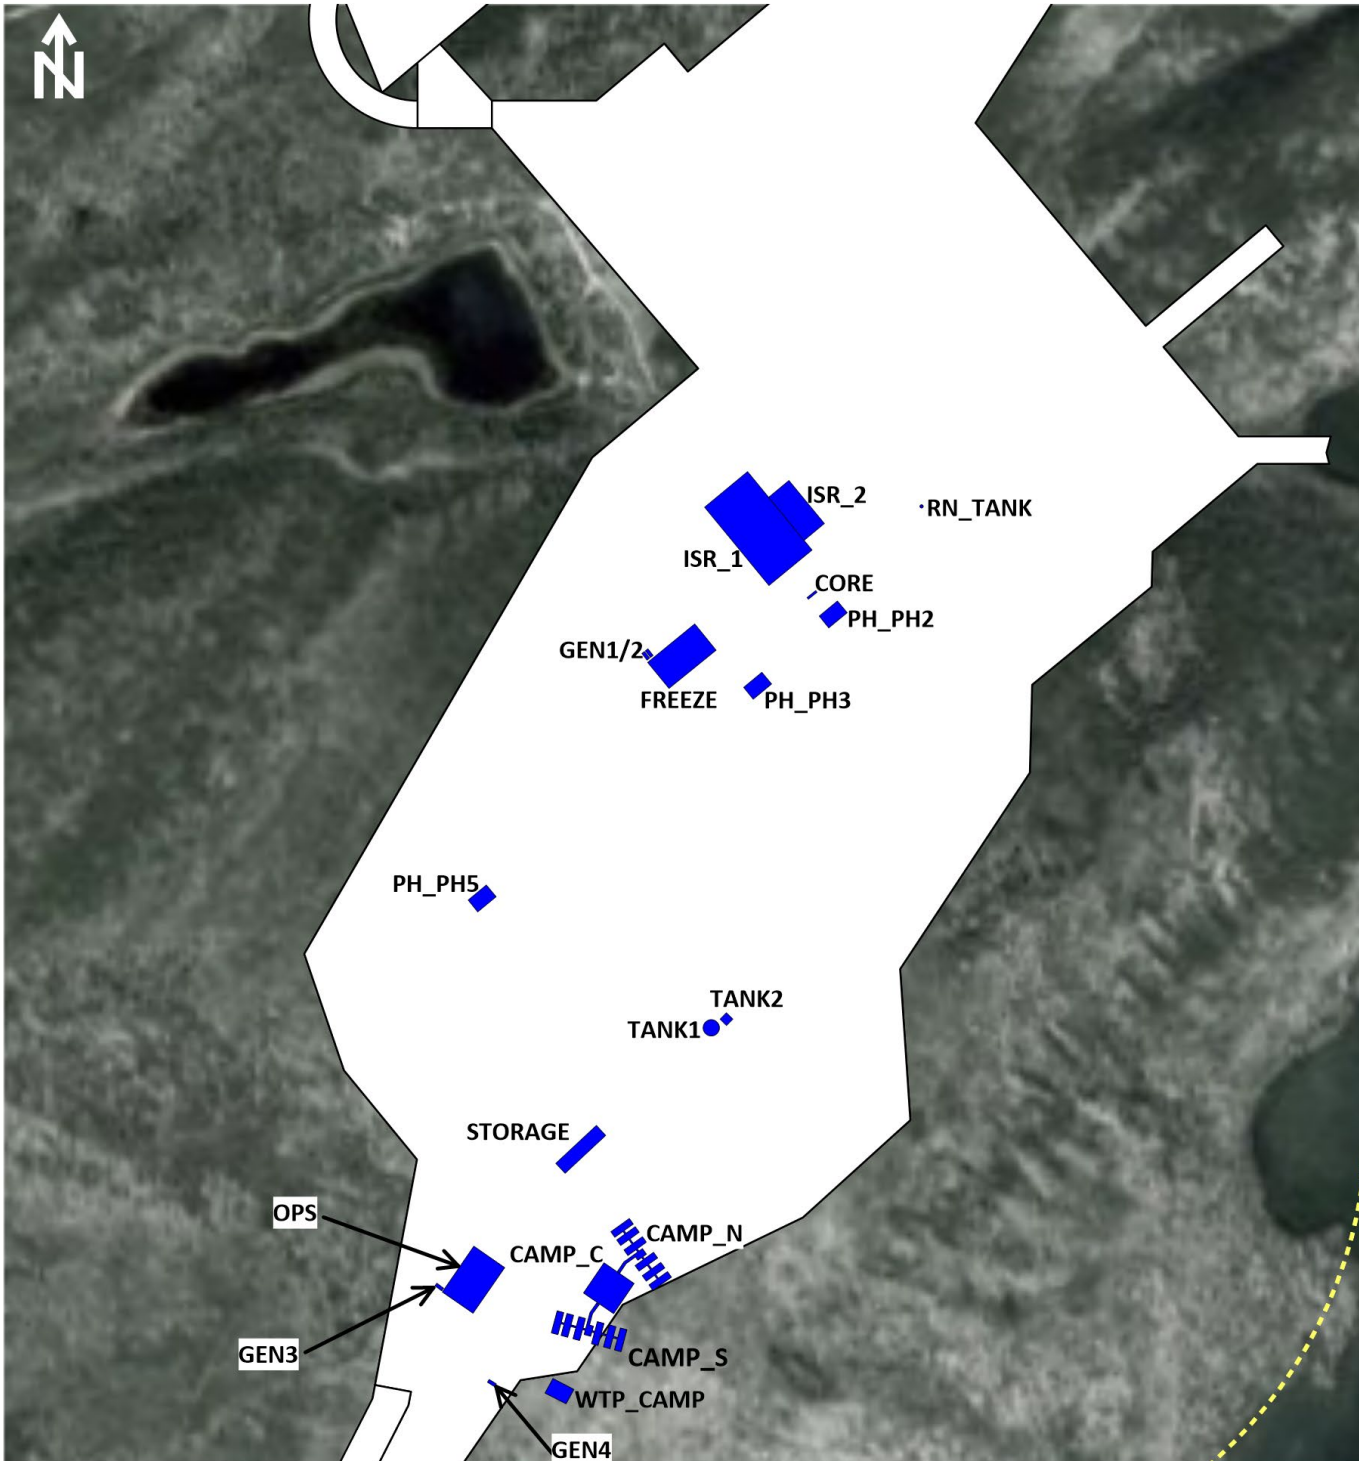 N
ISR_2
RN_TANK
ISR_1
CORE
PH_PH2
GEN1/2
FREEZE
PH_PH3
PH_PH5
TANK2
TANK1
STORAGE
OPS
CAMP_N
CAMP_C
GEN3
CAMP_S
WTP_CAMP
GEN4